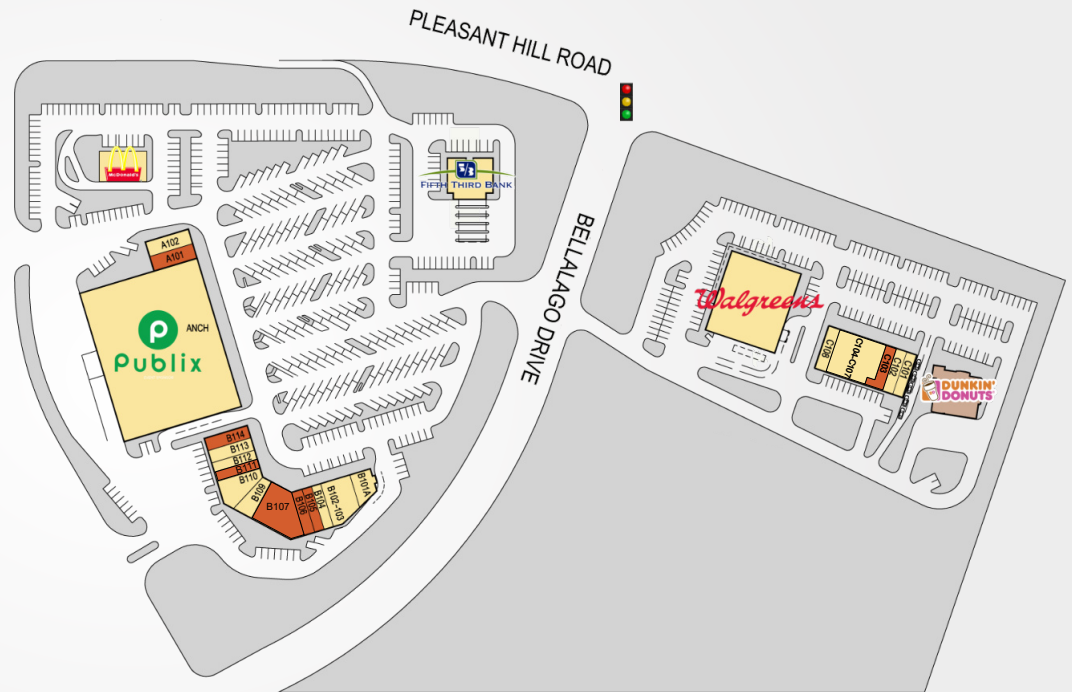 PLEASANT HILL ROAD
BELLALAGO DRIVE
McDonald's
FIFTH THIRD BANK
A102
A101
P
Publix
ANCH
B114
B113
B112
B111
B110
B109
B107
B106
B105
B104
B102-103
B101A
Walgreens
C108
C104-C107
C103
C102
C101
DUNKIN'
DONUTS